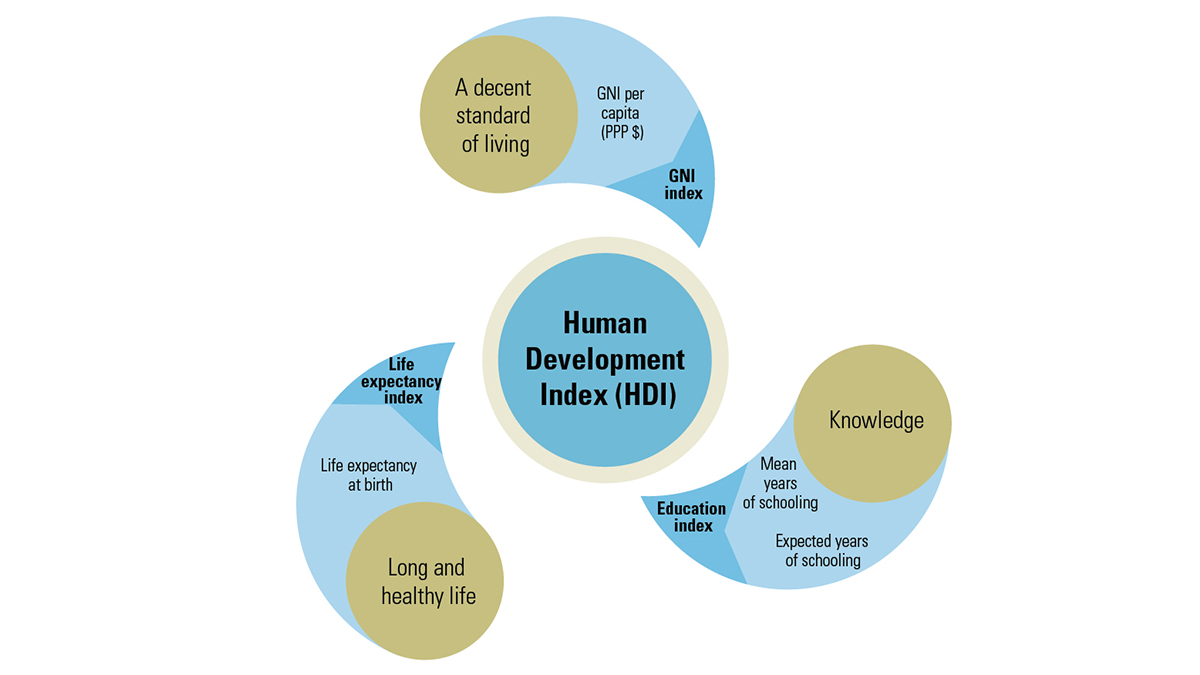 A decent
standard
of living
GNI per
capita
(PPP $)
GNI
index
Human
Development
Index (HDI)
Life
expectancy
index
Life expectancy
at birth
Long and
healthy life
Knowledge
Mean
years
of schooling
Education
index
Expected years
of schooling